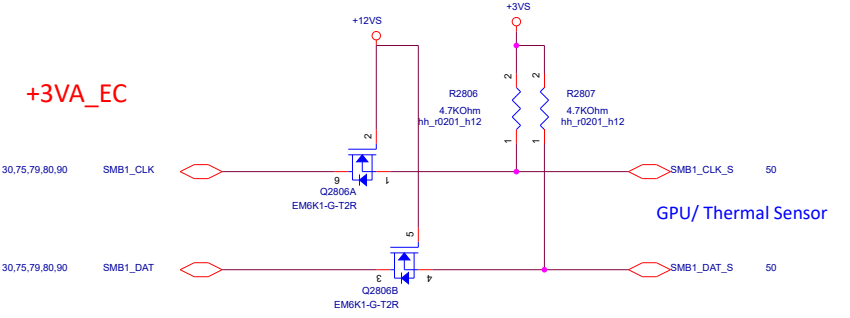 +12VS
+3VS
+3VA_EC
2
2
R2806
R2807
4.7KOhm
4.7KOhm
hh_r0201_h12
hh_r0201_h12
2
1
1
30,75,79,80,90
SMB1_CLK
SMB1_CLK_S
50
6
1
Q2806A
EM6K1-G-T2R
GPU/ Thermal Sensor
5
30,75,79,80,90
SMB1_DAT
SMB1_DAT_S
50
3
4
Q2806B
EM6K1-G-T2R